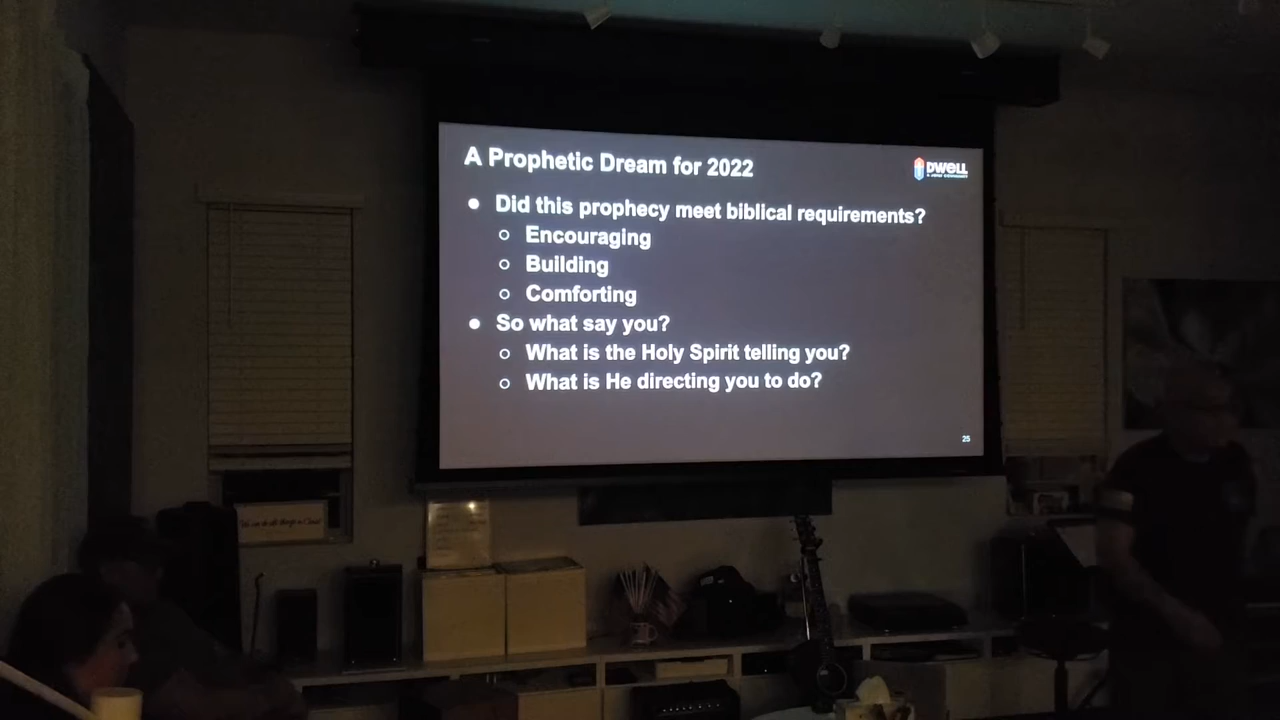 A Prophetic Dream for 2022
DWELL
● Did this prophecy meet biblical requirements?
○ Encouraging
○ Building
○ Comforting
● So what say you?
○ What is the Holy Spirit telling you?
○ What is He directing you to do?
25